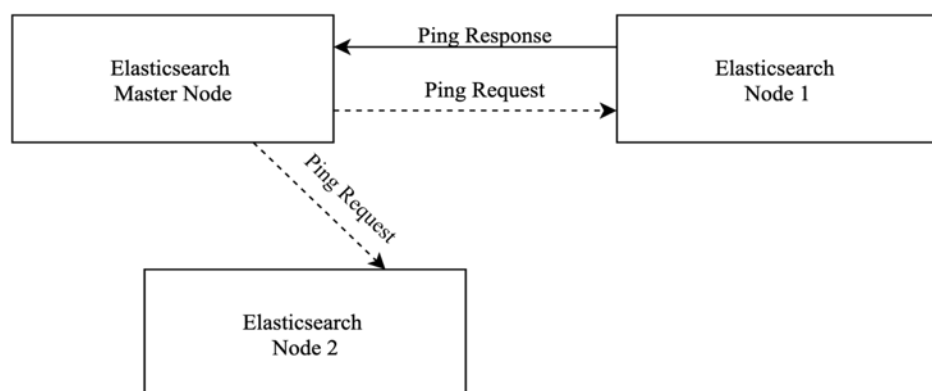 Ping Response
Elasticsearch
Master Node
Ping Request
Elasticsearch
Node 1
Ping Request
Elasticsearch
Node 2